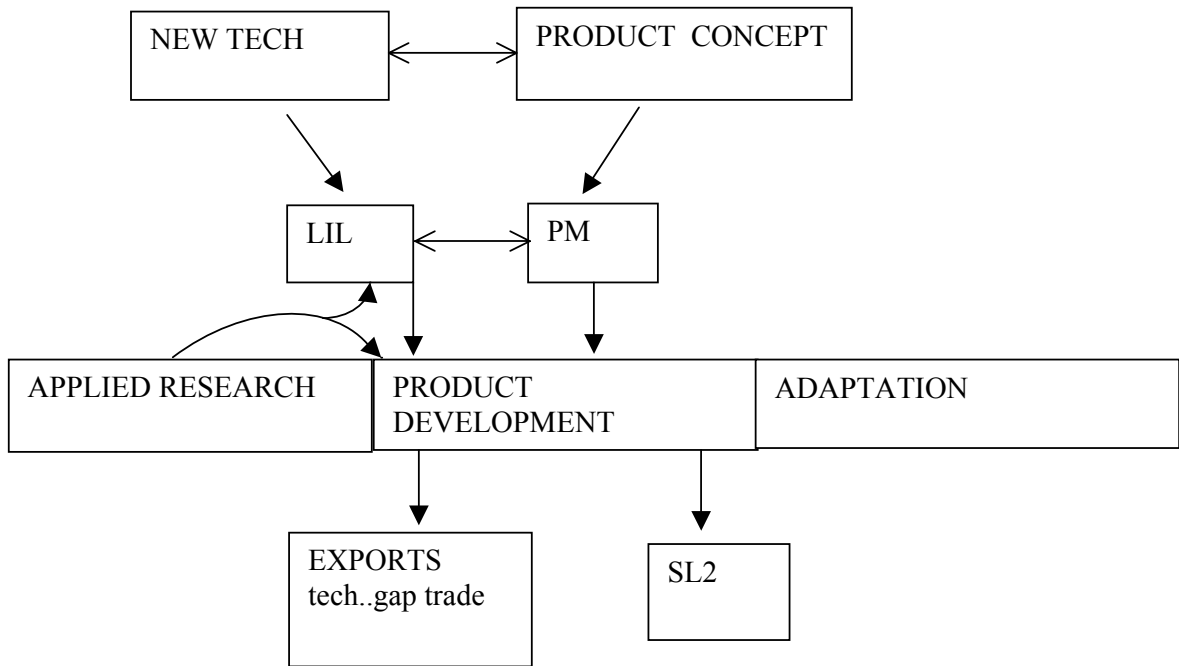 NEW TECH
PRODUCT CONCEPT
LIL
PM
APPLIED RESEARCH
PRODUCT
DEVELOPMENT
ADAPTATION
EXPORTS
tech..gap trade
SL2